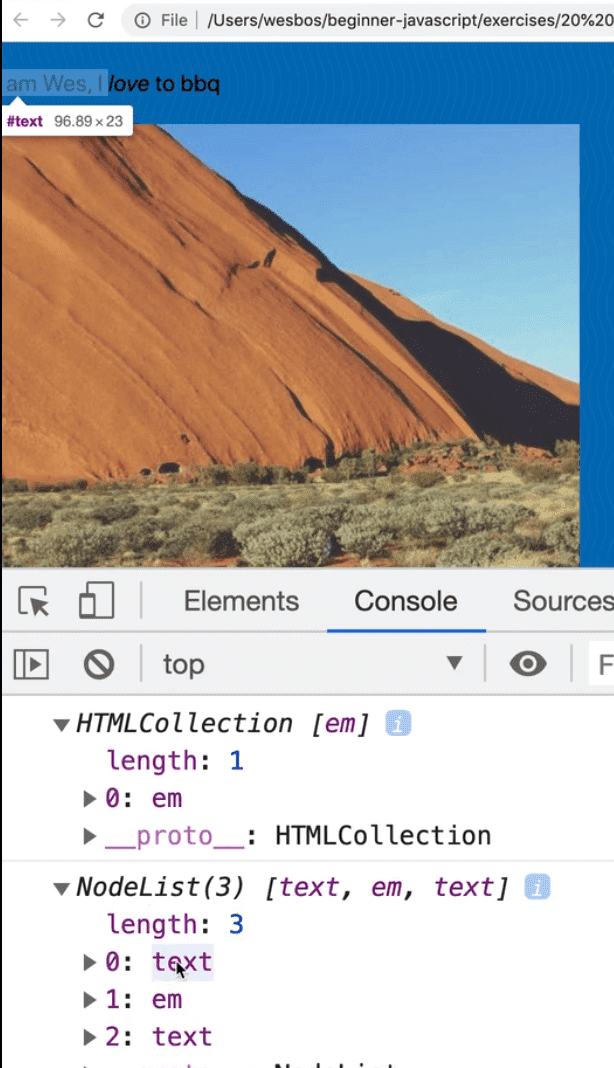 File | /Users/wesbos/beginner-javascript/exercises/20%20
am Wes, I love to bbq
#text 96.89×23
Elements Console Sources
top
HTMLCollection [em]
length: 1
0: em
__proto__: HTMLCollection
NodeList(3) [text, em, text]
length: 3
0: text
1: em
2: text